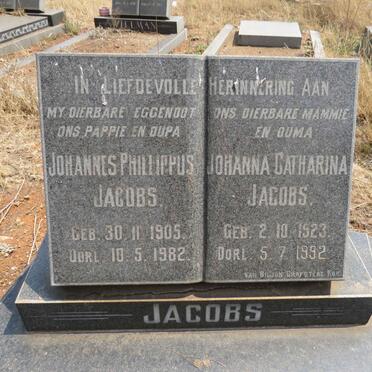 ZIETSMAN
IN LIEFDEVOLLE HERINNERING AAN
MY DIERBARE EGGENOOT
ONS PAPPIE EN OUPA
JOHANNES PHILLIPPUS
JACOBS.
GEB. 30. 11. 1905.
OORL. 10. 5. 1982.
ONS DIERBARE MAMMIE
EN OUMA
JOHANNA CATHARINA
JACOBS.
GEB. 2. 10. 1923.
OORL. 5. 7. 1992.
JACOBS